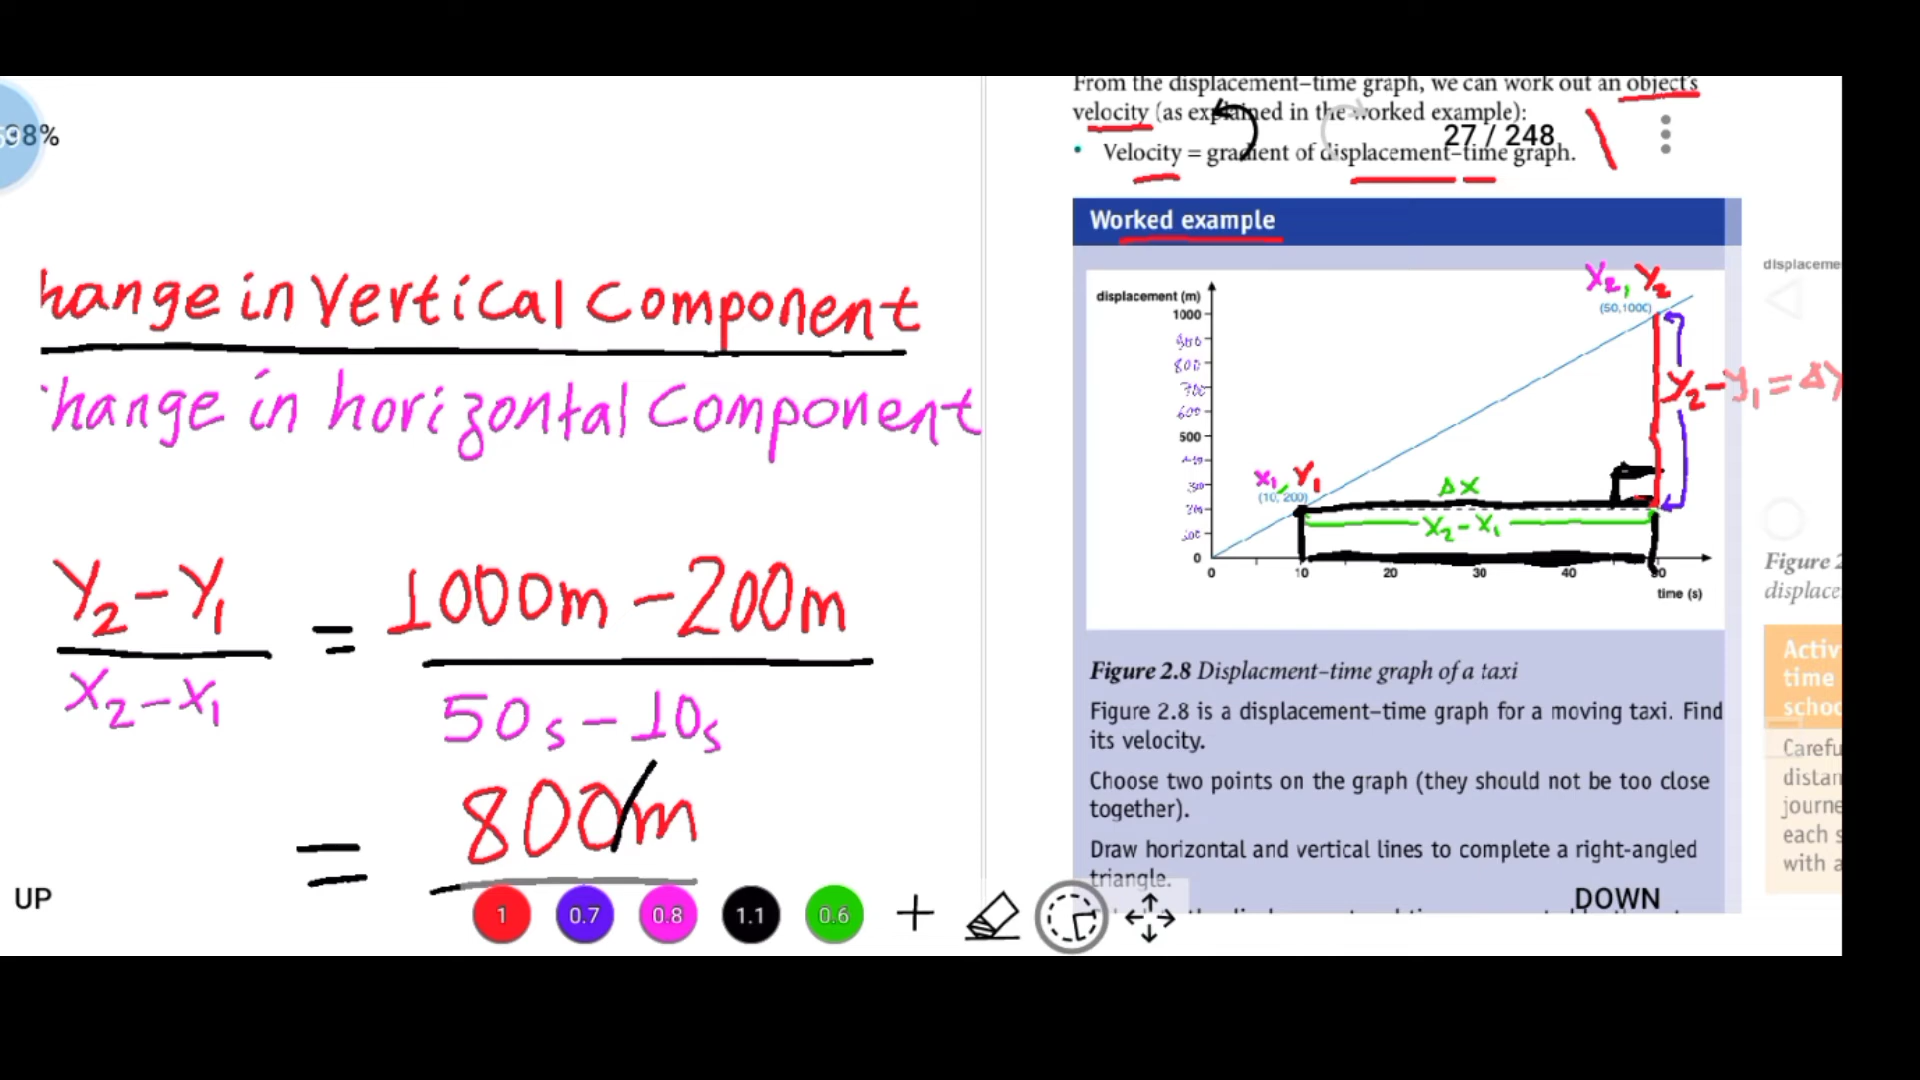 98%
hange in Vertical Component
hange in horizontal Component
Y2 - Y1 = 1000m - 200m
X2 - X1 50s - 10s
= 800m
UP
1 0.7 0.8 1.1 0.6
From the displacement–time graph, we can work out an object's
velocity (as explained in the worked example):
27 / 248
• Velocity = gradient of displacement–time graph.
Worked example
displacement (m)
X2, Y2
(50,1000)
1000
900
800
700
600
500
0
Y2 - Y1 = Δy
X1, Y1
(10, 200)
Δx
X2 - X1
0 10 20 30 40 50
time (s)
Figure 2.8 Displacment–time graph of a taxi
Figure 2.8 is a displacement–time graph for a moving taxi. Find
its velocity.
Choose two points on the graph (they should not be too close
together).
Draw horizontal and vertical lines to complete a right-angled
triangle.
DOWN
displaceme
Figure 2
displace
Activ
time
schoo
Carefu
distan
journe
each s
with a